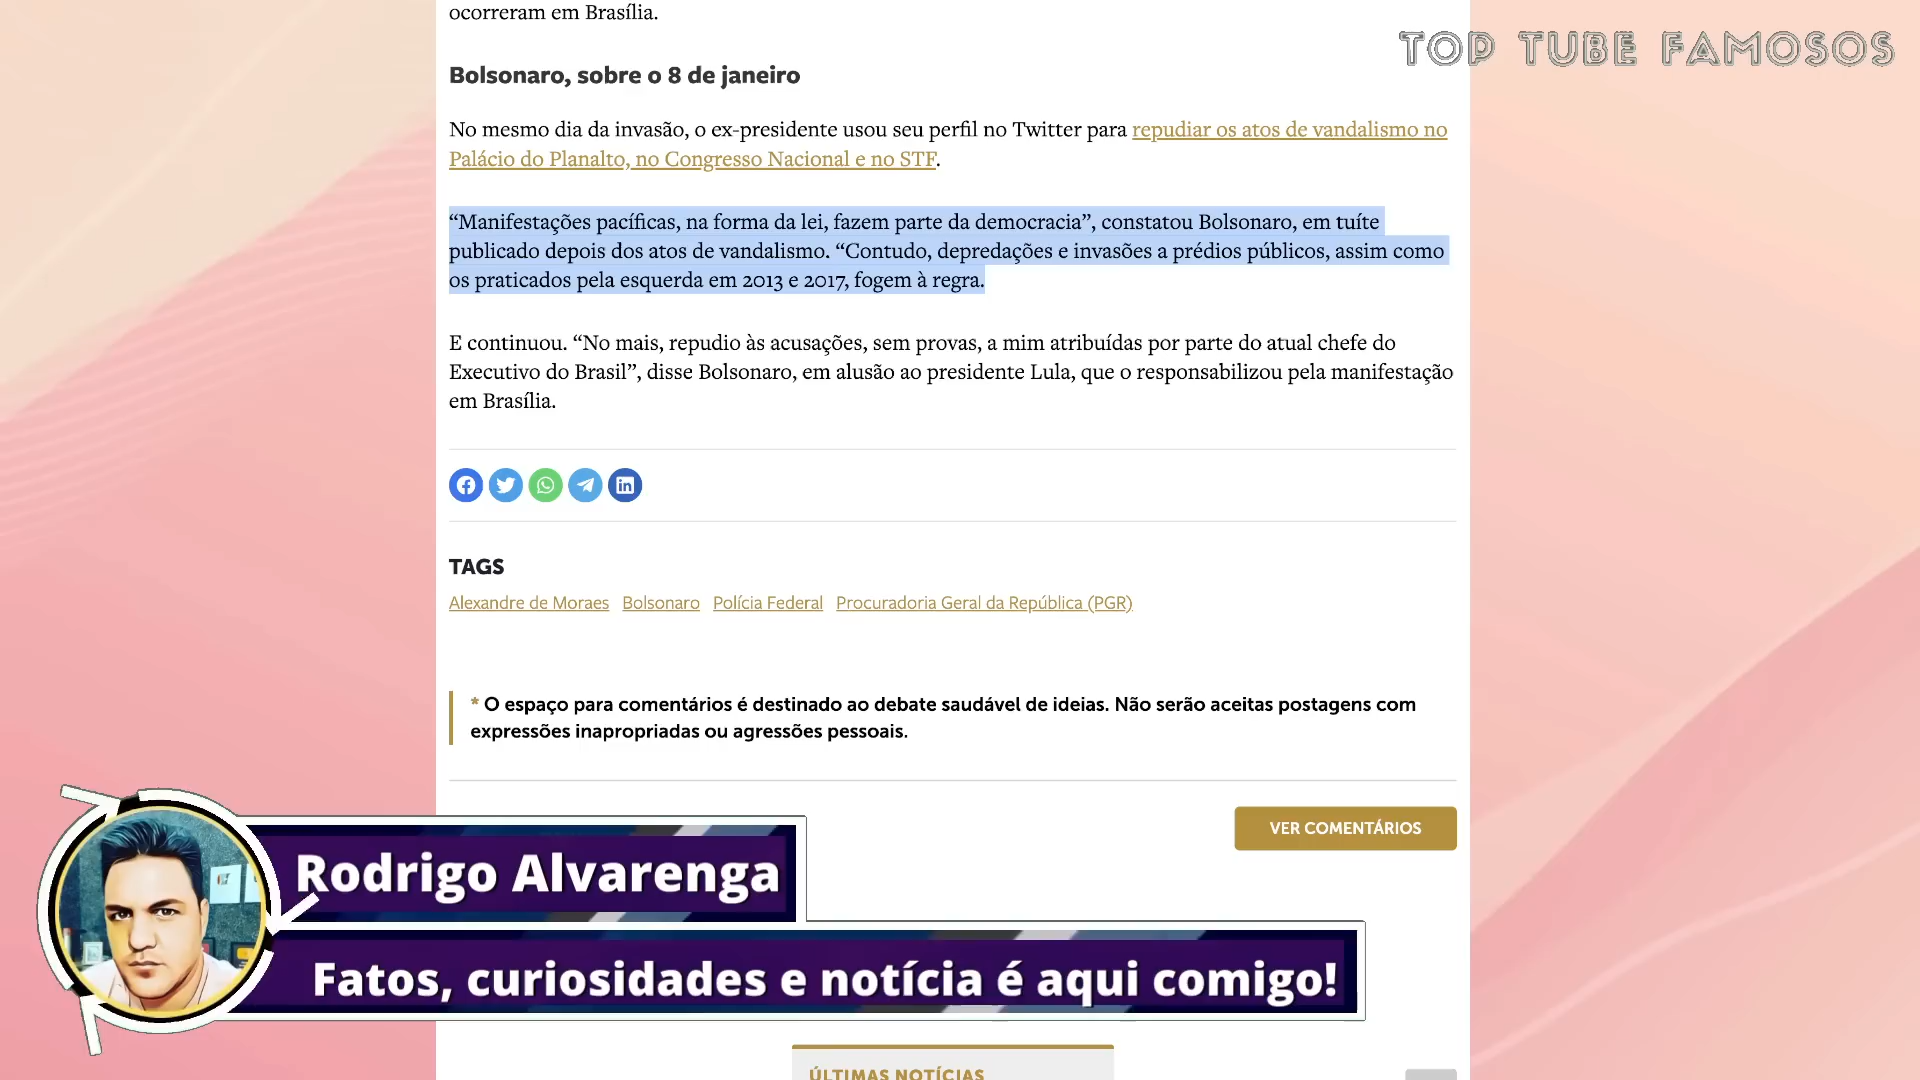 ocorreram em Brasília.
TOP TUBE FAMOSOS
Bolsonaro, sobre o 8 de janeiro
No mesmo dia da invasão, o ex-presidente usou seu perfil no Twitter para repudiar os atos de vandalismo no
Palácio do Planalto, no Congresso Nacional e no STF.
“Manifestações pacíficas, na forma da lei, fazem parte da democracia”, constatou Bolsonaro, em tuíte
publicado depois dos atos de vandalismo. “Contudo, depredações e invasões a prédios públicos, assim como
os praticados pela esquerda em 2013 e 2017, fogem à regra.
E continuou. “No mais, repudio às acusações, sem provas, a mim atribuídas por parte do atual chefe do
Executivo do Brasil”, disse Bolsonaro, em alusão ao presidente Lula, que o responsabilizou pela manifestação
em Brasília.
TAGS
Alexandre de Moraes Bolsonaro Polícia Federal Procuradoria Geral da República (PGR)
* O espaço para comentários é destinado ao debate saudável de ideias. Não serão aceitas postagens com
expressões inapropriadas ou agressões pessoais.
VER COMENTÁRIOS
Rodrigo Alvarenga
Fatos, curiosidades e notícia é aqui comigo!
ÚLTIMAS NOTÍCIAS